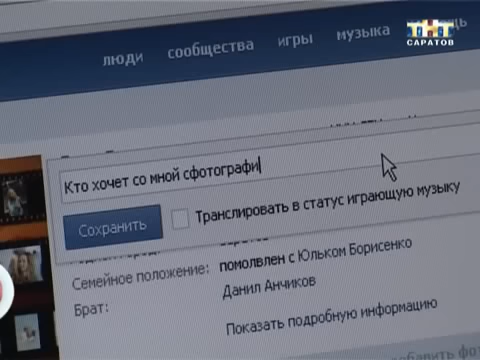 ТНТ
САРАТОВ
люди сообщества игры музыка
Кто хочет со мной сфотографи
Сохранить Транслировать в статус играющую музыку
Семейное положение: помолвлен с Юльком Борисенко
Брат: Данил Анчиков
Показать подробную информацию